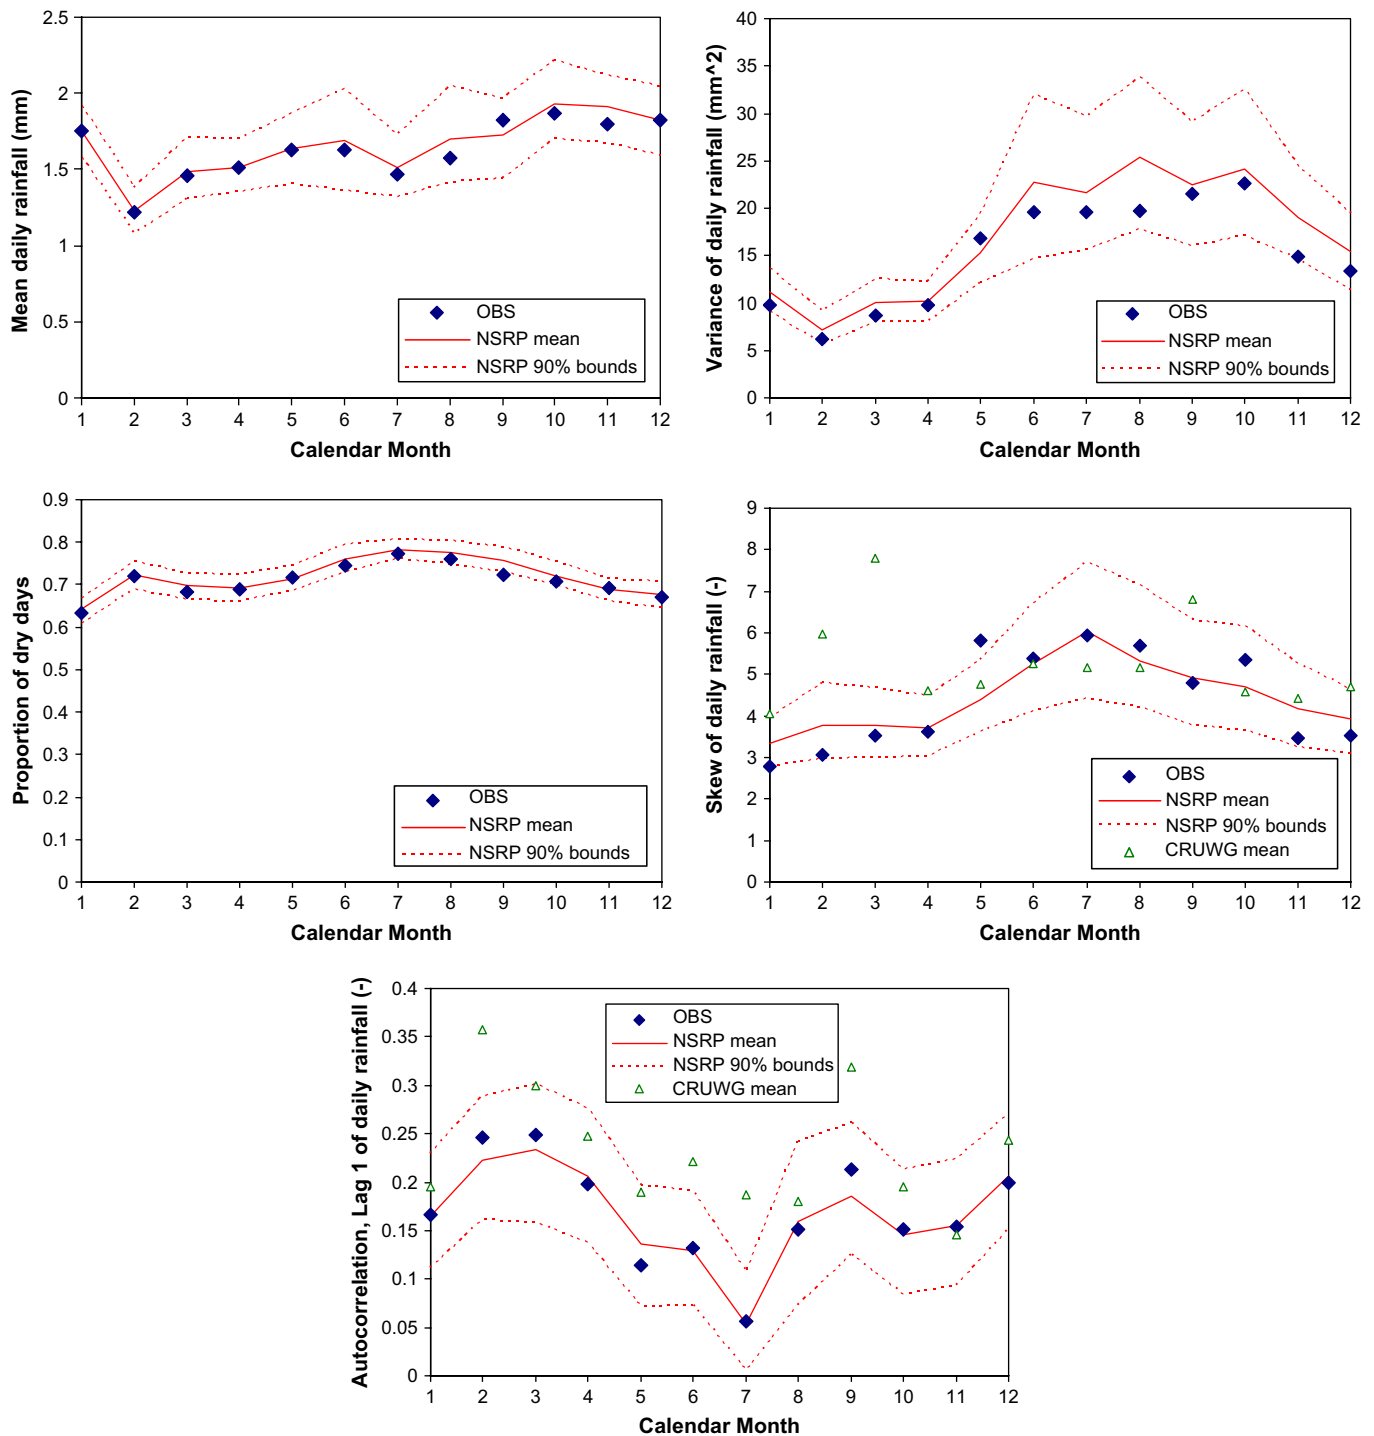 Mean daily rainfall (mm)
2.5
2
1.5
1
0.5
0
1 2 3 4 5 6 7 8 9 10 11 12
Calendar Month
OBS
NSRP mean
NSRP 90% bounds
Variance of daily rainfall (mm^2)
40
35
30
25
20
15
10
5
0
1 2 3 4 5 6 7 8 9 10 11 12
Calendar Month
OBS
NSRP mean
NSRP 90% bounds
Proportion of dry days
0.9
0.8
0.7
0.6
0.5
0.4
0.3
0.2
0.1
0
1 2 3 4 5 6 7 8 9 10 11 12
Calendar Month
OBS
NSRP mean
NSRP 90% bounds
Skew of daily rainfall (-)
9
8
7
6
5
4
3
2
1
0
1 2 3 4 5 6 7 8 9 10 11 12
Calendar Month
OBS
NSRP mean
NSRP 90% bounds
CRUWG mean
Autocorrelation, Lag 1 of daily rainfall (-)
0.4
0.35
0.3
0.25
0.2
0.15
0.1
0.05
0
1 2 3 4 5 6 7 8 9 10 11 12
Calendar Month
OBS
NSRP mean
NSRP 90% bounds
CRUWG mean